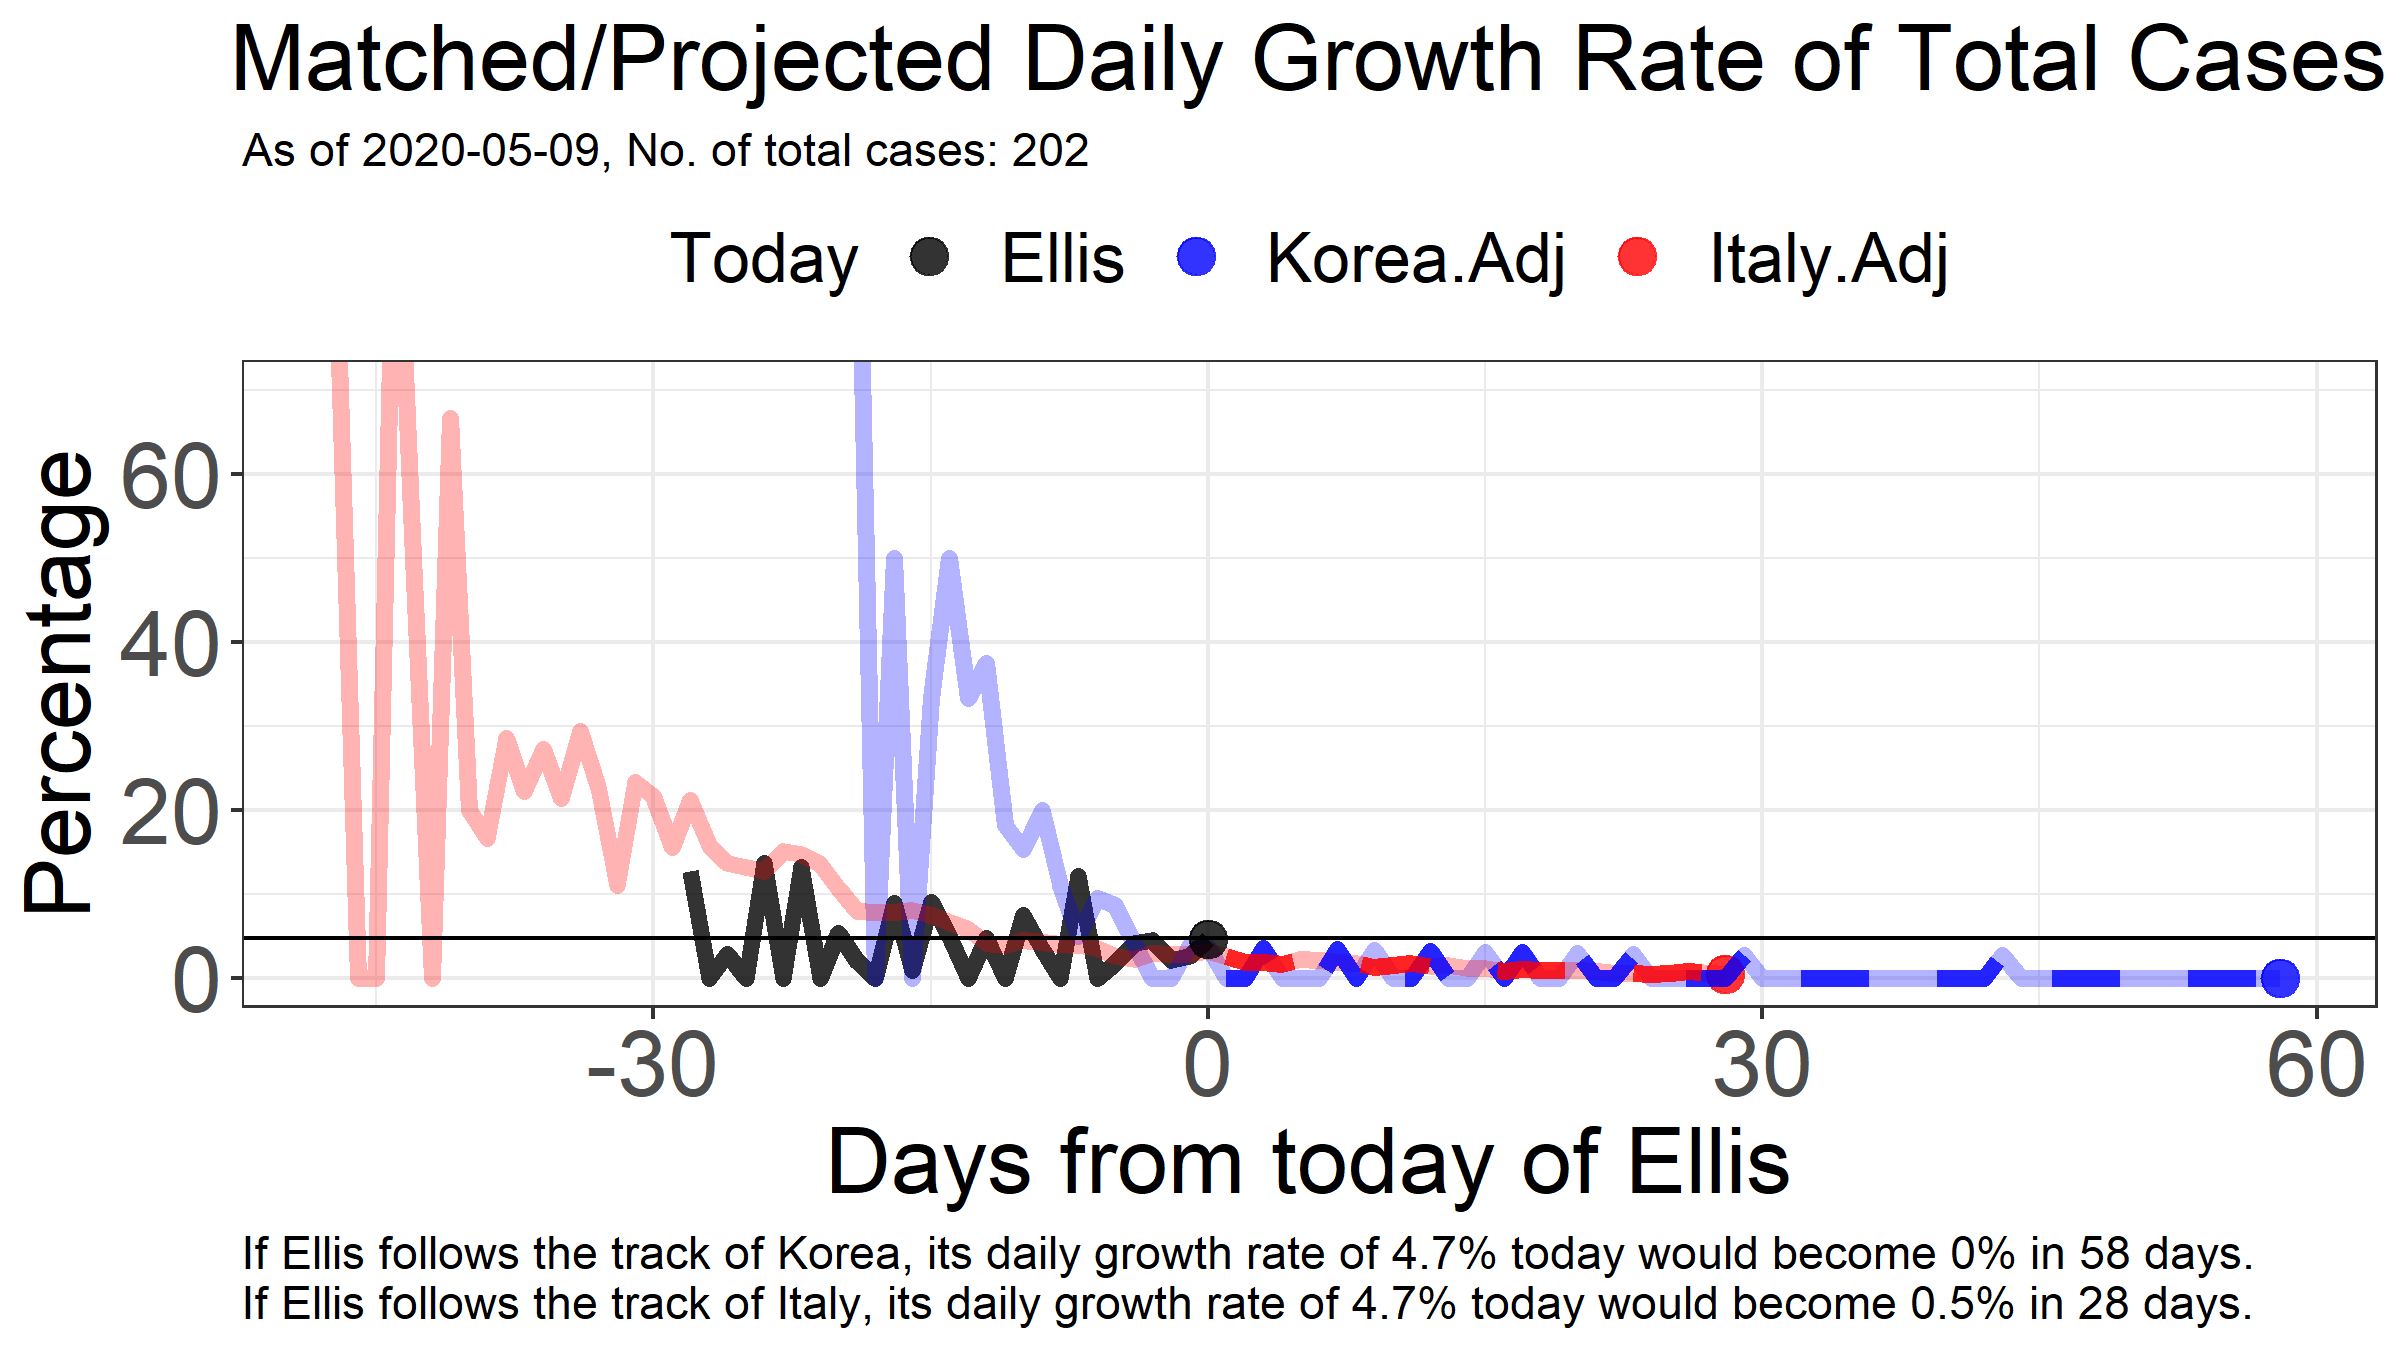 Matched/Projected Daily Growth Rate of Total Cases
As of 2020-05-09, No. of total cases: 202
Today Ellis Korea.Adj Italy.Adj
Percentage
60
40
20
0
-30 0 30 60
Days from today of Ellis
If Ellis follows the track of Korea, its daily growth rate of 4.7% today would become 0% in 58 days.
If Ellis follows the track of Italy, its daily growth rate of 4.7% today would become 0.5% in 28 days.